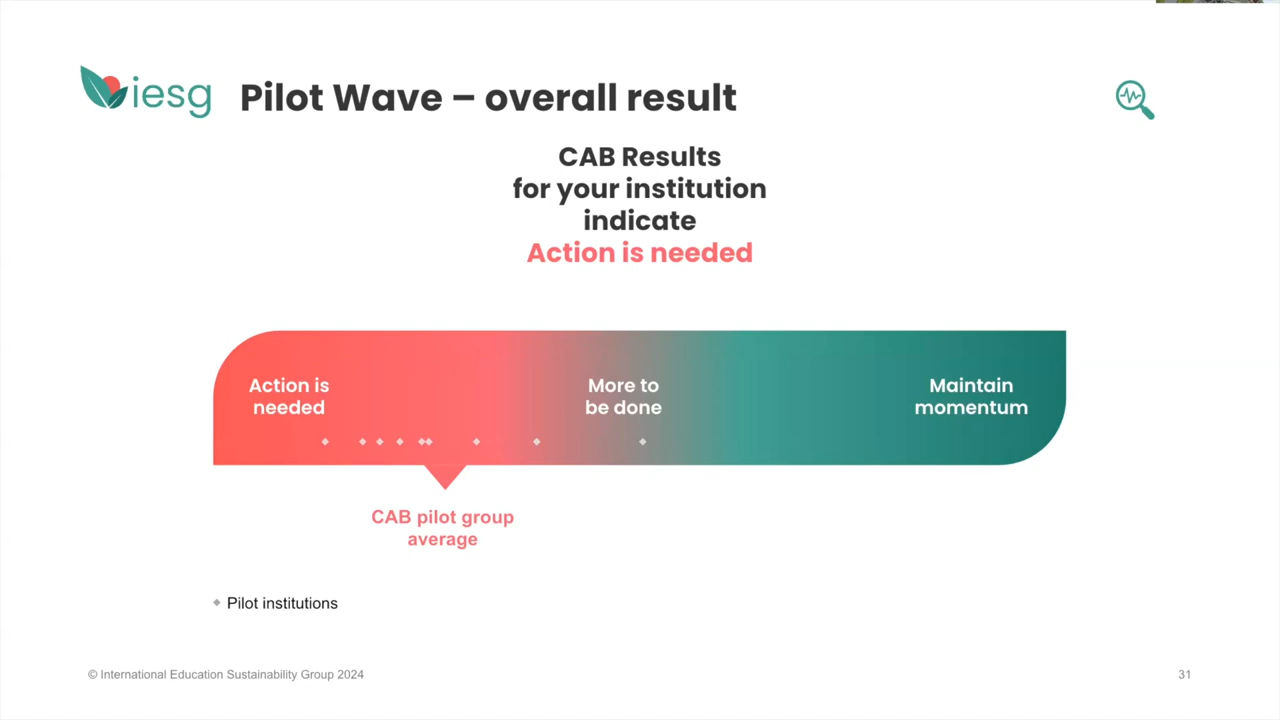 iesg
Pilot Wave – overall result
CAB Results
for your institution
indicate
Action is needed
Action is
needed
More to
be done
Maintain
momentum
CAB pilot group
average
Pilot institutions
© International Education Sustainability Group 2024
31